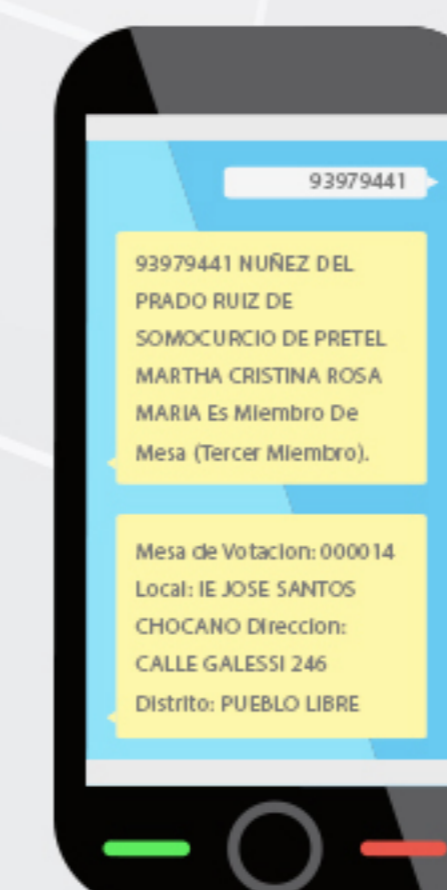 93979441
93979441 NUÑEZ DEL
PRADO RUIZ DE
SOMOCURCIO DE PRETEL
MARTHA CRISTINA ROSA
MARIA Es Miembro De
Mesa (Tercer Miembro).
Mesa de Votacion: 000014
Local: IE JOSE SANTOS
CHOCANO Direccion:
CALLE GALESSI 246
Distrito: PUEBLO LIBRE